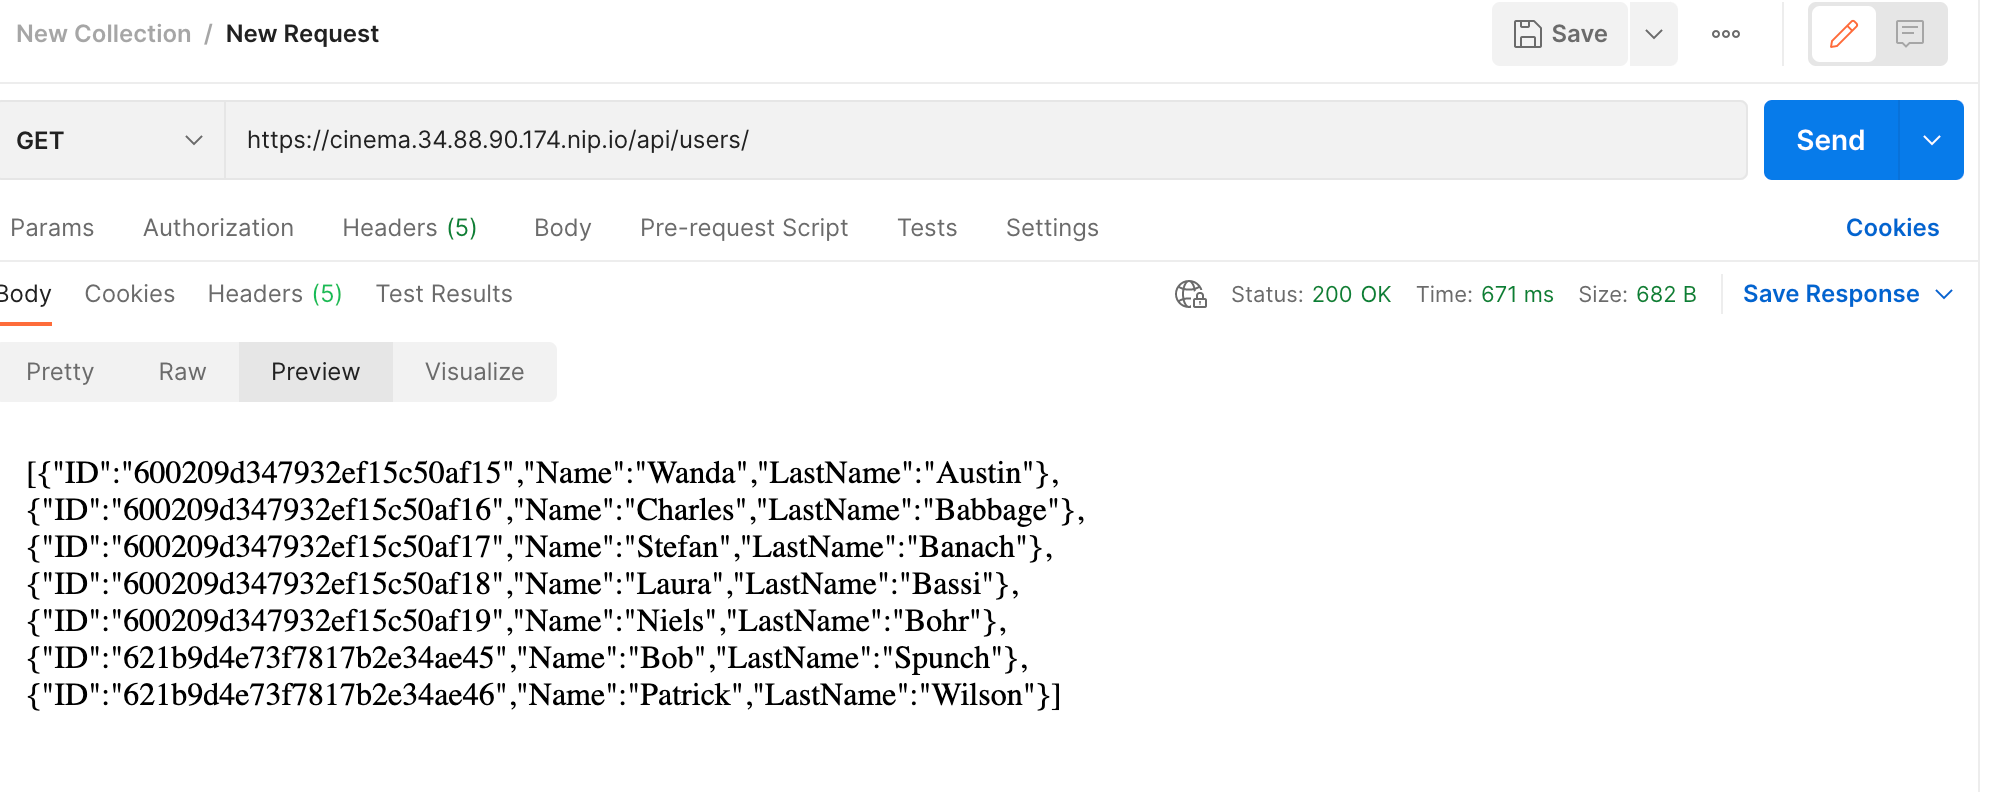 New Collection / New Request
Save
GET
https://cinema.34.88.90.174.nip.io/api/users/
Send
Params Authorization Headers (5) Body Pre-request Script Tests Settings Cookies
Body Cookies Headers (5) Test Results Status: 200 OK Time: 671 ms Size: 682 B Save Response
Pretty Raw Preview Visualize
[{"ID":"600209d347932ef15c50af15","Name":"Wanda","LastName":"Austin"},
{"ID":"600209d347932ef15c50af16","Name":"Charles","LastName":"Babbage"},
{"ID":"600209d347932ef15c50af17","Name":"Stefan","LastName":"Banach"},
{"ID":"600209d347932ef15c50af18","Name":"Laura","LastName":"Bassi"},
{"ID":"600209d347932ef15c50af19","Name":"Niels","LastName":"Bohr"},
{"ID":"621b9d4e73f7817b2e34ae45","Name":"Bob","LastName":"Spunch"},
{"ID":"621b9d4e73f7817b2e34ae46","Name":"Patrick","LastName":"Wilson"}]